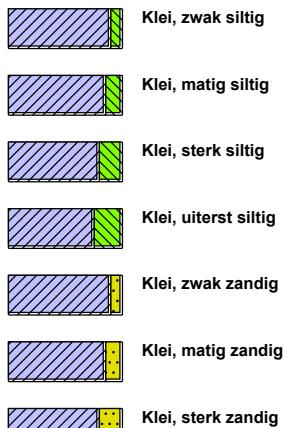 Klei, zwak siltig
Klei, matig siltig
Klei, sterk siltig
Klei, uiterst siltig
Klei, zwak zandig
Klei, matig zandig
Klei, sterk zandig